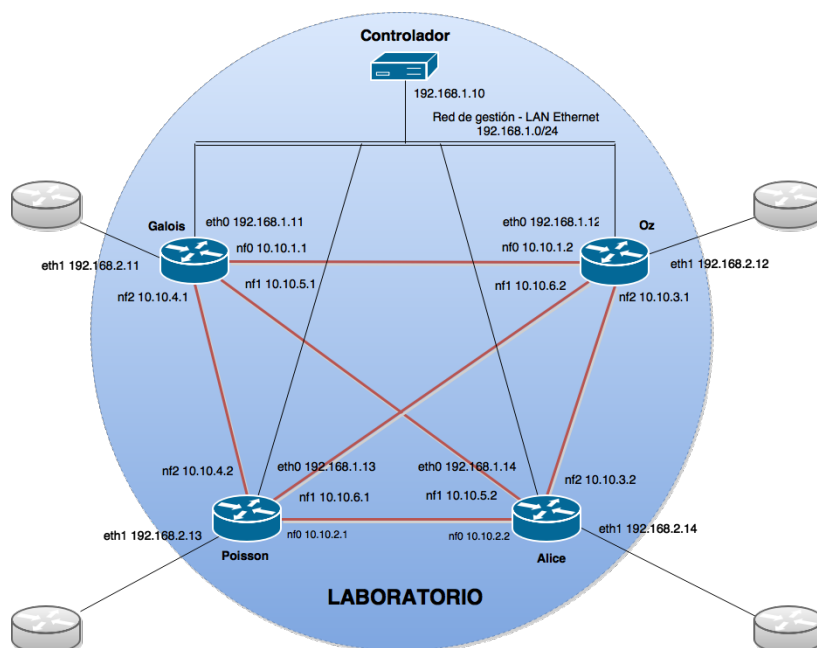 Controlador
192.168.1.10
Red de gestión - LAN Ethernet
192.168.1.0/24
Galois
eth0 192.168.1.11
eth0 192.168.1.12
Oz
nf0 10.10.1.1
nf0 10.10.1.2
eth1 192.168.2.11
eth1 192.168.2.12
nf1 10.10.5.1
nf1 10.10.6.2
nf2 10.10.4.1
nf2 10.10.3.1
nf2 10.10.4.2
eth0 192.168.1.13
eth0 192.168.1.14
nf2 10.10.3.2
nf1 10.10.6.1
nf1 10.10.5.2
eth1 192.168.2.13
nf0 10.10.2.1
nf0 10.10.2.2
eth1 192.168.2.14
Poisson
Alice
LABORATORIO